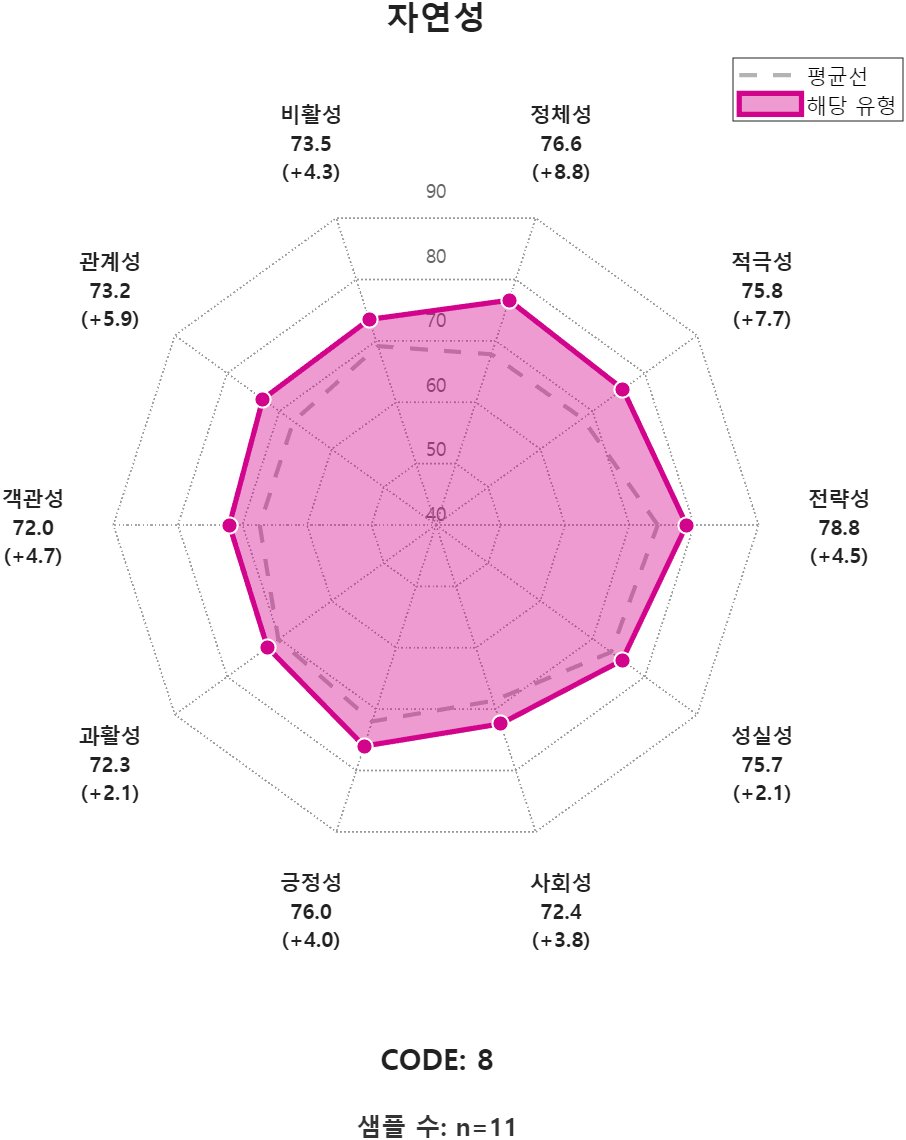 자연성
평균선
해당 유형
비활성
73.5
(+4.3)
정체성
76.6
(+8.8)
관계성
73.2
(+5.9)
적극성
75.8
(+7.7)
90
80
70
60
50
40
객관성
72.0
(+4.7)
전략성
78.8
(+4.5)
과활성
72.3
(+2.1)
성실성
75.7
(+2.1)
긍정성
76.0
(+4.0)
사회성
72.4
(+3.8)
CODE: 8
샘플 수: n=11